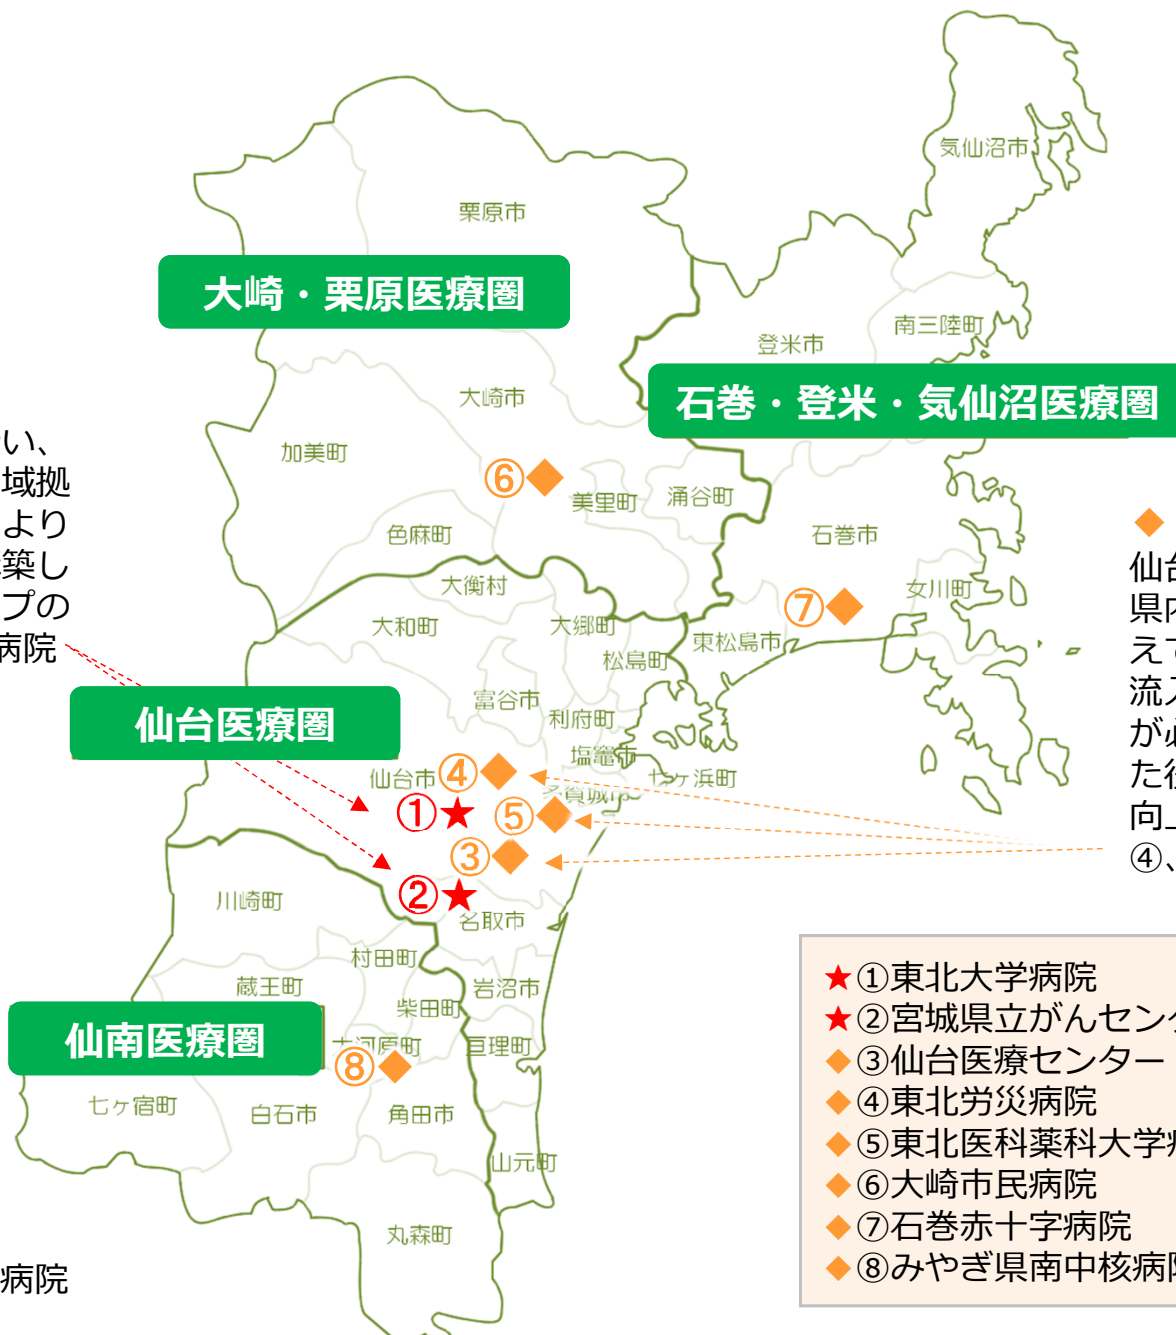 気仙沼市
栗原市
大崎・栗原医療圏
南三陸町
登米市
石巻・登米・気仙沼医療圏
大崎市
加美町
⑥
美里町
涌谷町
色麻町
石巻市
大衡村
女川町
⑦
大和町
大郷町
東松島市
松島町
い、
域拠
より
築し
プの
病院
仙台医療圏
富谷市
利府町
塩竈市
七ヶ浜町
仙台市
④
多賀城市
①
⑤
③
②
名取市
川崎町
村田町
蔵王町
岩沼市
柴田町
仙南医療圏
大河原町
亘理町
⑧
七ヶ宿町
白石市
角田市
山元町
丸森町
病院
◆
仙台
県内
えて
流入
が必
た後
向上
④、
★①東北大学病院
★②宮城県立がんセンタ
◆③仙台医療センター
◆④東北労災病院
◆⑤東北医科薬科大学病
◆⑥大崎市民病院
◆⑦石巻赤十字病院
◆⑧みやぎ県南中核病院